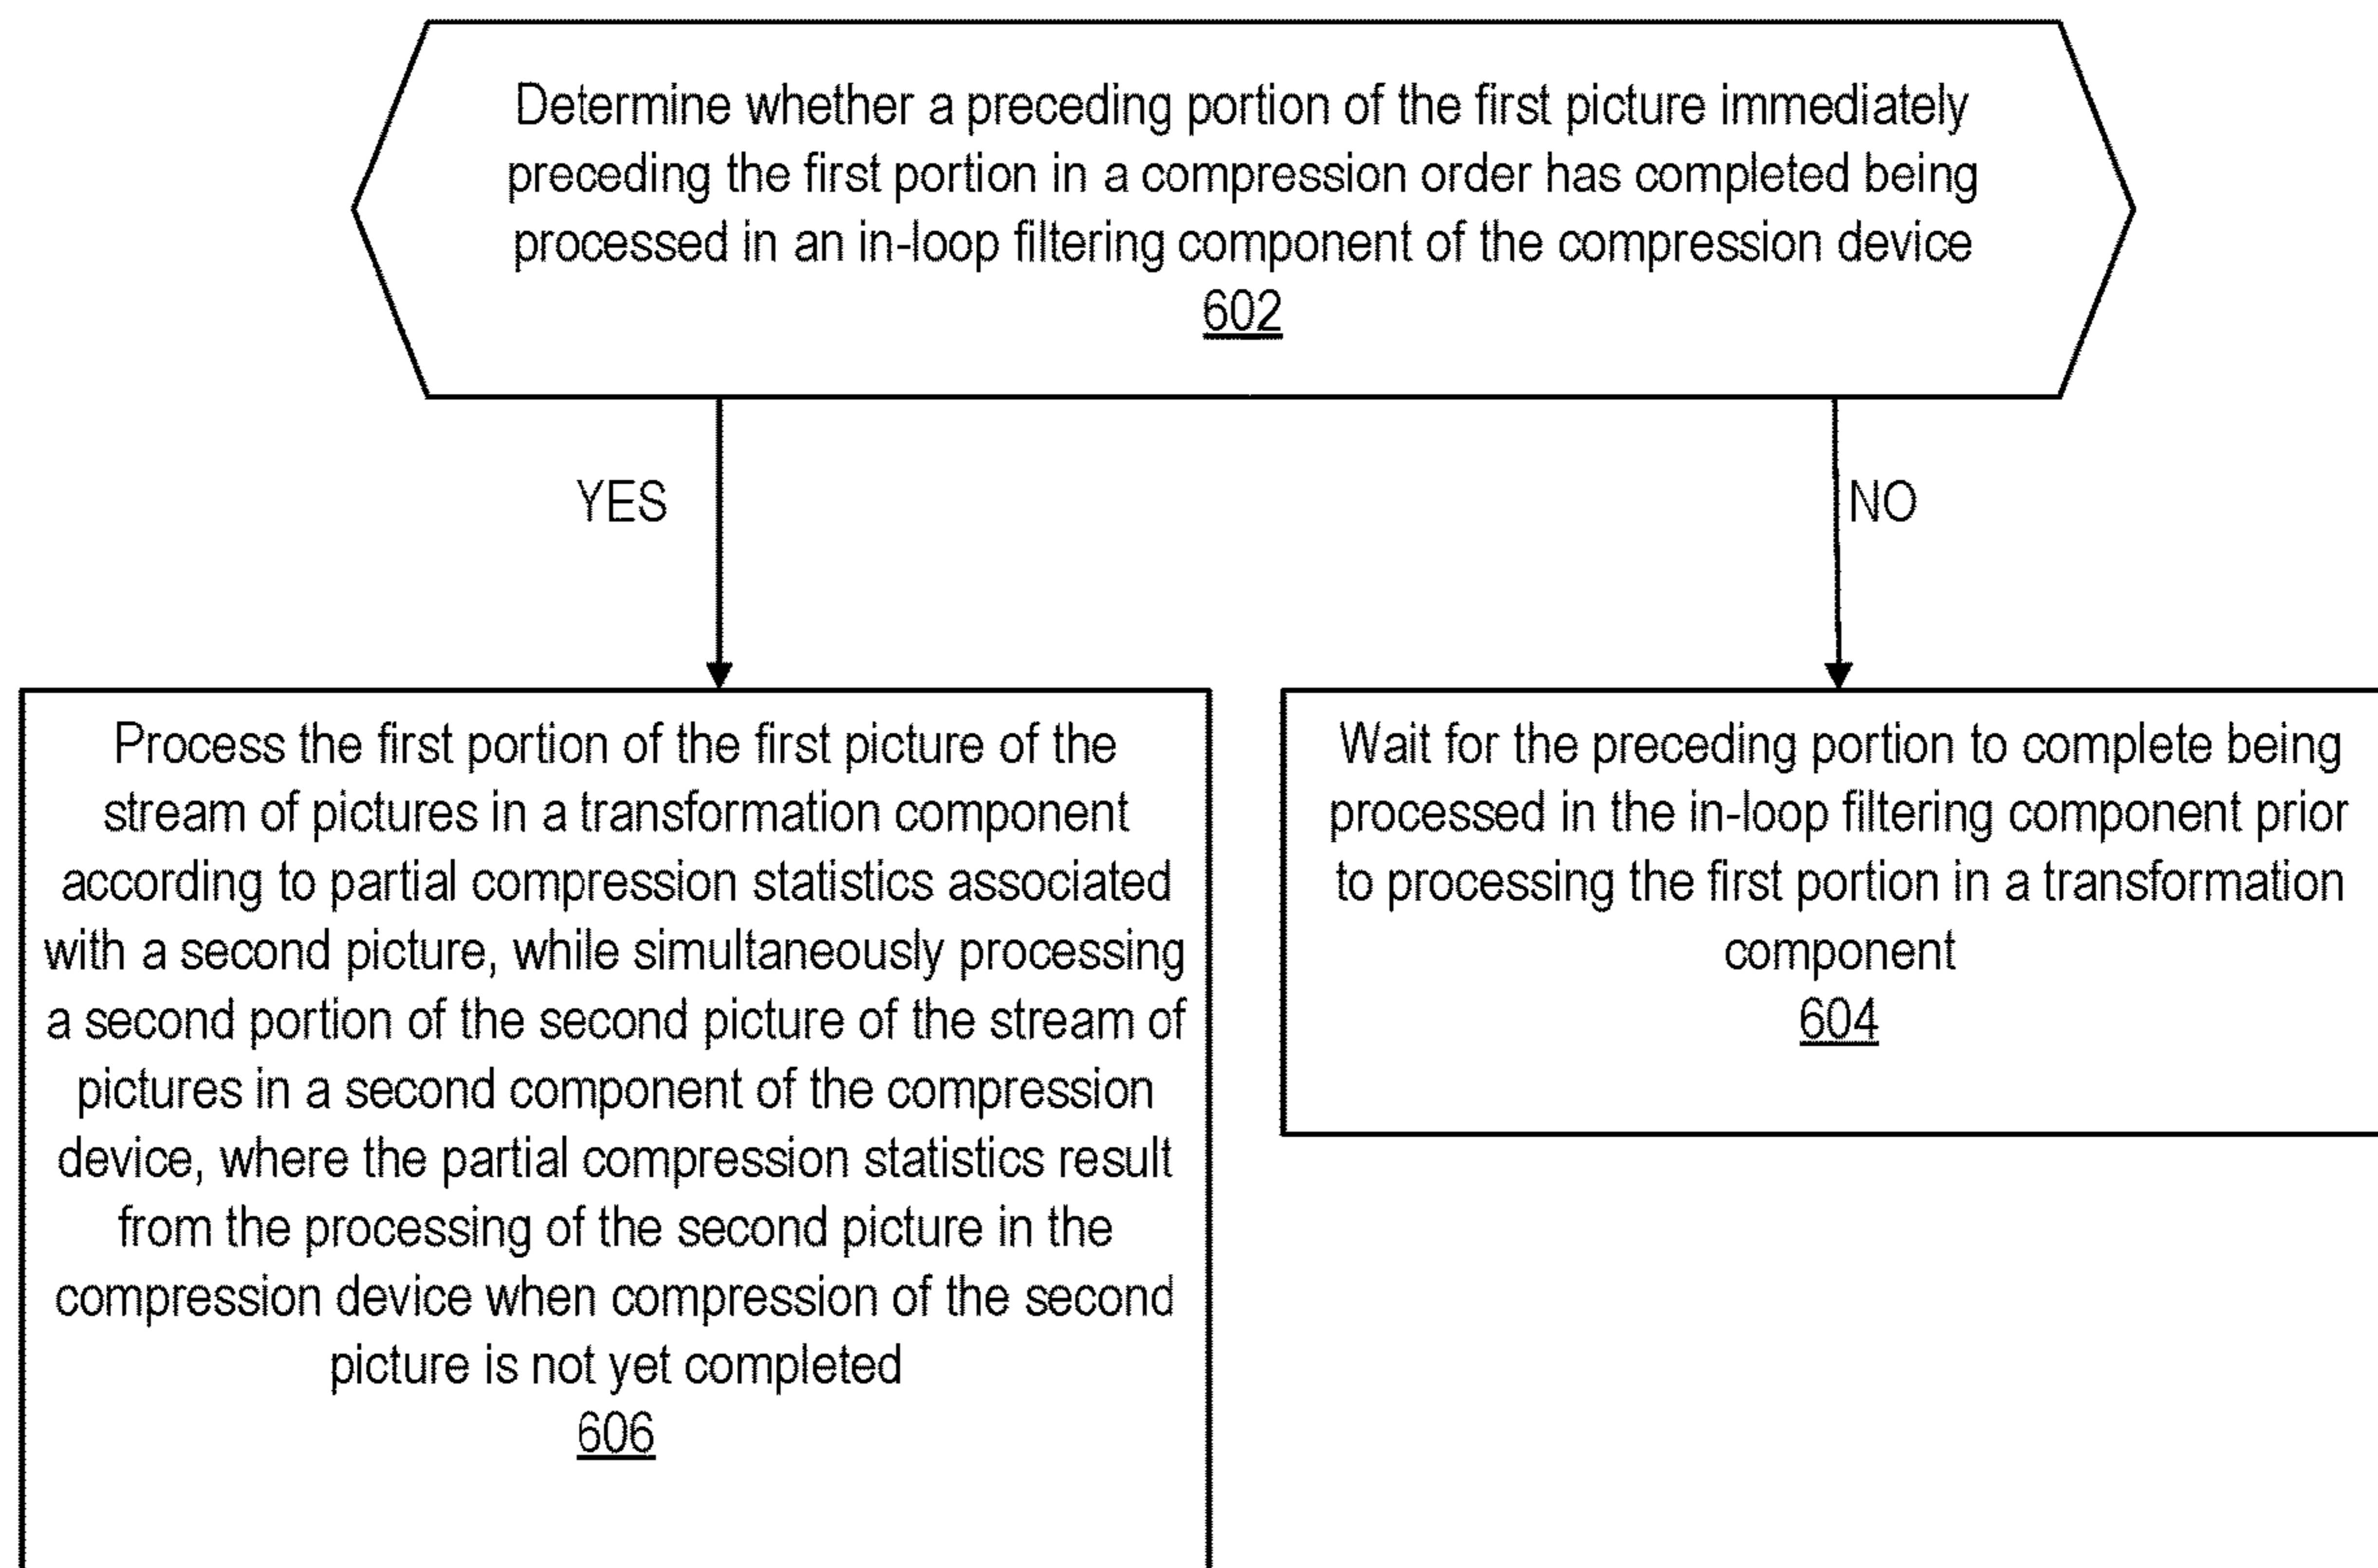 Determine whether a preceding portion of the first picture immediately
preceding the first portion in a compression order has completed being
processed in an in-loop filtering component of the compression device
602
YES
NO
Process the first portion of the first picture of the
stream of pictures in a transformation component
according to partial compression statistics associated
with a second picture, while simultaneously processing
a second portion of the second picture of the stream of
pictures in a second component of the compression
device, where the partial compression statistics result
from the processing of the second picture in the
compression device when compression of the second
picture is not yet completed
606
Wait for the preceding portion to complete being
processed in the in-loop filtering component prior
to processing the first portion in a transformation
component
604